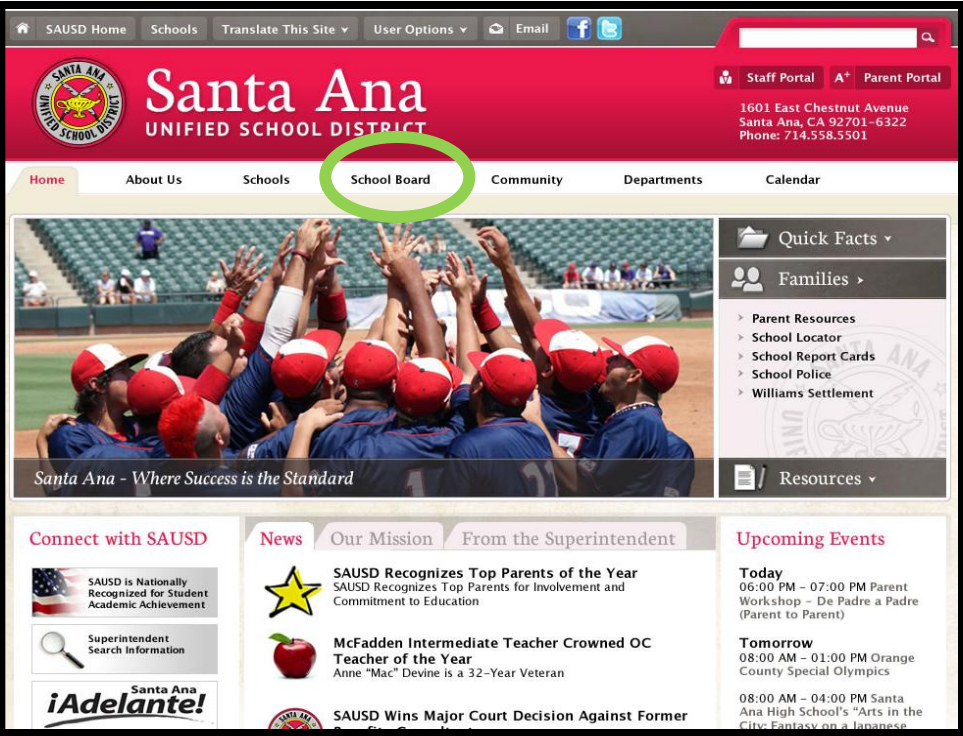 SAUSD Home Schools Translate This Site User Options Email
Staff Portal A+ Parent Portal
SANTA ANA UNIFIED SCHOOL DISTRICT
Santa Ana
UNIFIED SCHOOL DISTRICT
1601 East Chestnut Avenue
Santa Ana, CA 92701-6322
Phone: 714.558.5501
Home About Us Schools School Board Community Departments Calendar
Santa Ana - Where Success is the Standard
Quick Facts
Families
Parent Resources
School Locator
School Report Cards
School Police
Williams Settlement
Resources
Connect with SAUSD
SAUSD is Nationally
Recognized for Student
Academic Achievement
Superintendent
Search Information
Santa Ana
¡Adelante!
News Our Mission From the Superintendent
SAUSD Recognizes Top Parents of the Year
SAUSD Recognizes Top Parents for Involvement and
Commitment to Education
McFadden Intermediate Teacher Crowned OC
Teacher of the Year
Anne “Mac” Devine is a 32-Year Veteran
SAUSD Wins Major Court Decision Against Former
Upcoming Events
Today
06:00 PM – 07:00 PM Parent
Workshop – De Padre a Padre
(Parent to Parent)
Tomorrow
08:00 AM – 01:00 PM Orange
County Special Olympics
08:00 AM – 04:00 PM Santa
Ana High School's "Arts in the
City: Fantasy on a Japanese